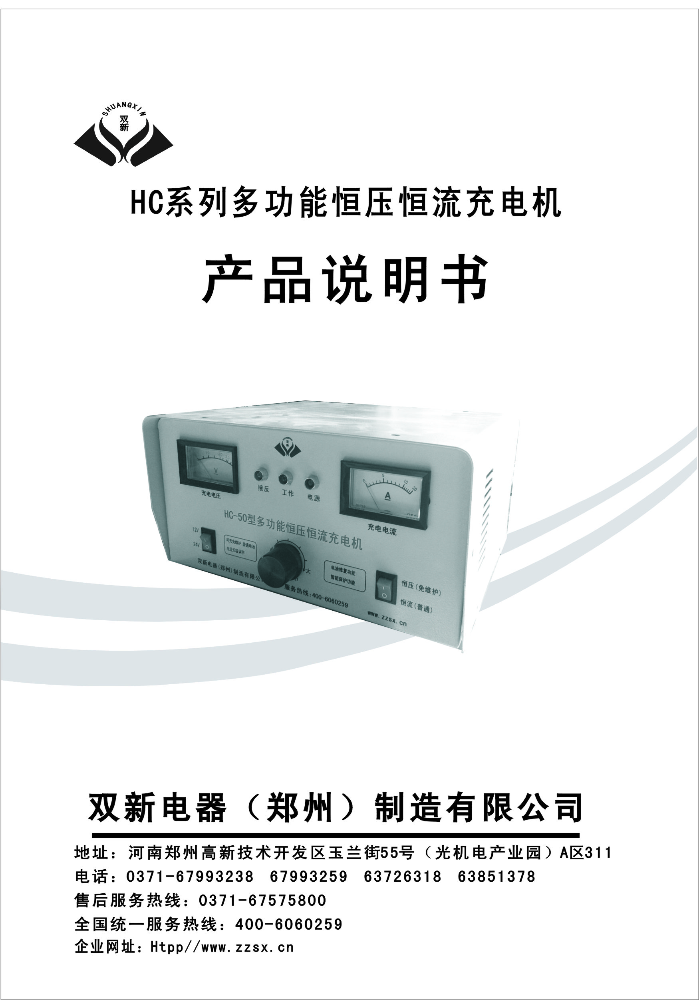 SHUANGXIN
双
新
HC系列多功能恒压恒流充电机
产品说明书
10 20 30
V
充电电压
接反
工作
电源
0 5 10 20
A
充电电流
HC-50型多功能恒压恒流充电机
12V
24V
可充免维护、普通电池
电流无级调节
大
电池修复功能
智能保护功能
恒压(免维护)
恒流(普通)
双新电器(郑州)制造有限
服务热线:400-6060259
www.zzsx.cn
双新电器（郑州）制造有限公司
地址：河南郑州高新技术开发区玉兰街55号（光机电产业园）A区311
电话：0371-67993238 67993259 63726318 63851378
售后服务热线：0371-67575800
全国统一服务热线：400-6060259
企业网址：Htpp//www.zzsx.cn